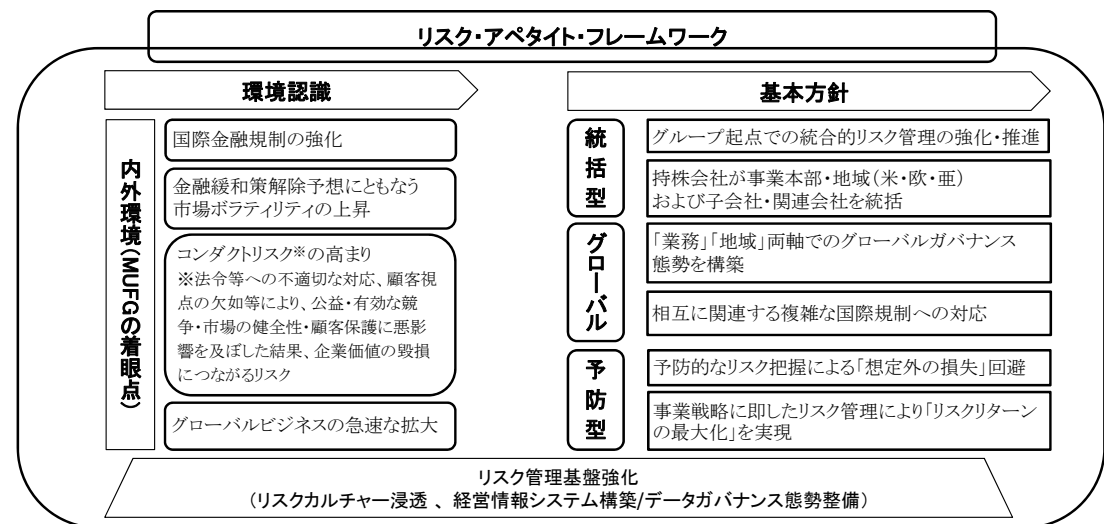 リスク・アペタイト・フレームワーク
環境認識
内外環境（MUFGの着眼点）
国際金融規制の強化
金融緩和策解除予想にともなう
市場ボラティリティの上昇
コンダクトリスク※の高まり
※法令等への不適切な対応、顧客視
点の欠如等により、公益・有効な競
争・市場の健全性・顧客保護に悪影
響を及ぼした結果、企業価値の毀損
につながるリスク
グローバルビジネスの急速な拡大
基本方針
統括型
グループ起点での統合的リスク管理の強化・推進
持株会社が事業本部・地域（米・欧・亜）
および子会社・関連会社を統括
グローバル
「業務」「地域」両軸でのグローバルガバナンス
態勢を構築
相互に関連する複雑な国際規制への対応
予防型
予防的なリスク把握による「想定外の損失」回避
事業戦略に即したリスク管理により「リスクリターン
の最大化」を実現
リスク管理基盤強化
（リスクカルチャー浸透 、 経営情報システム構築/データガバナンス態勢整備）